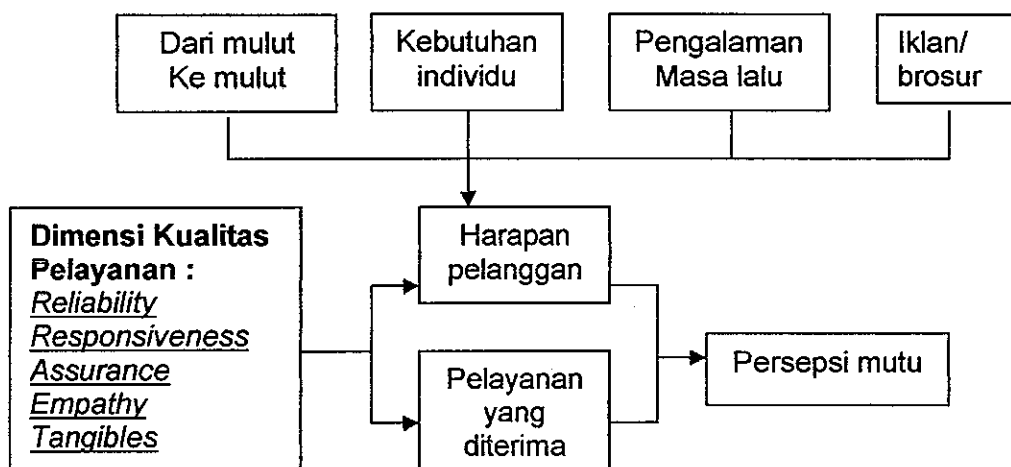 Dari mulut
Ke mulut
Kebutuhan
individu
Pengalaman
Masa lalu
Iklan/
brosur
Dimensi Kualitas
Pelayanan :
Reliability
Responsiveness
Assurance
Empathy
Tangibles
Harapan
pelanggan
Pelayanan
yang
diterima
Persepsi mutu